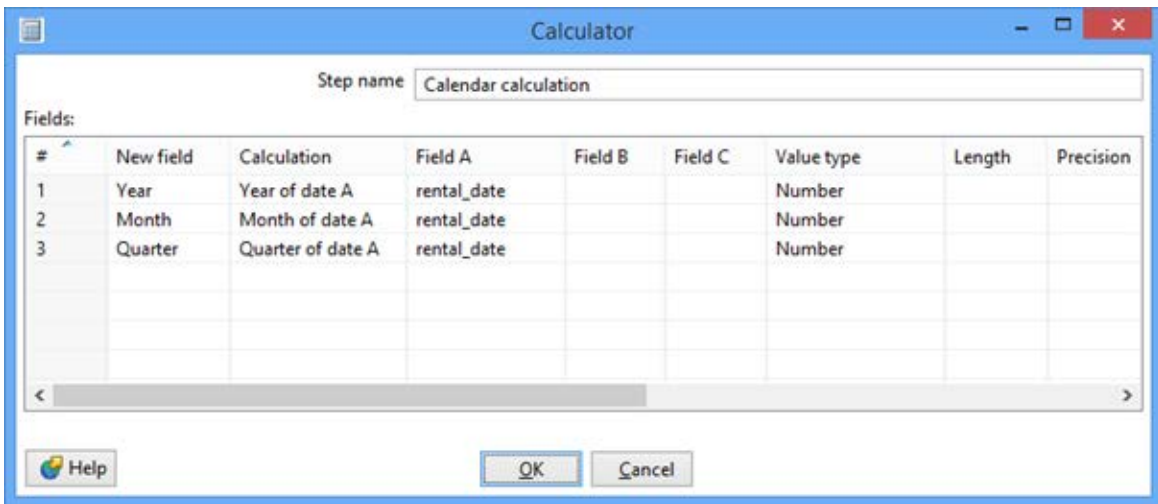 Calculator
Step name Calendar calculation
Fields:
# New field Calculation Field A Field B Field C Value type Length Precision
1 Year Year of date A rental_date Number
2 Month Month of date A rental_date Number
3 Quarter Quarter of date A rental_date Number
Help OK Cancel